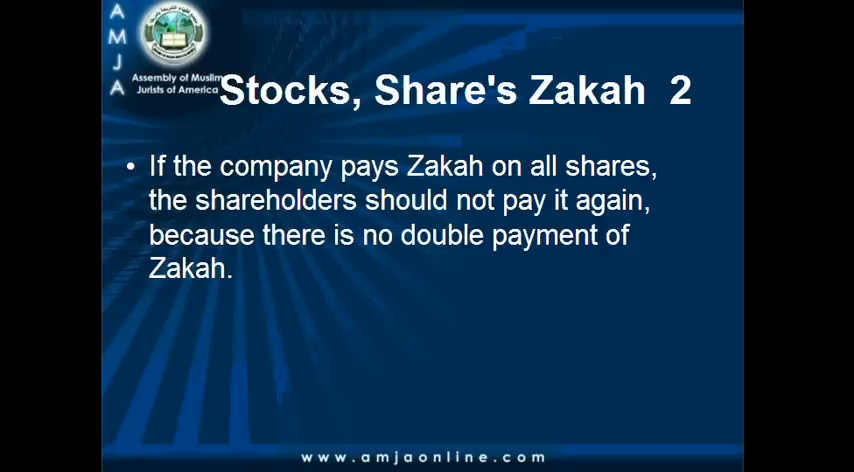 A
M
J
A
Assembly of Muslim
Jurists of America
Stocks, Share's Zakah 2
• If the company pays Zakah on all shares,
the shareholders should not pay it again,
because there is no double payment of
Zakah.
www.amjaonline.com